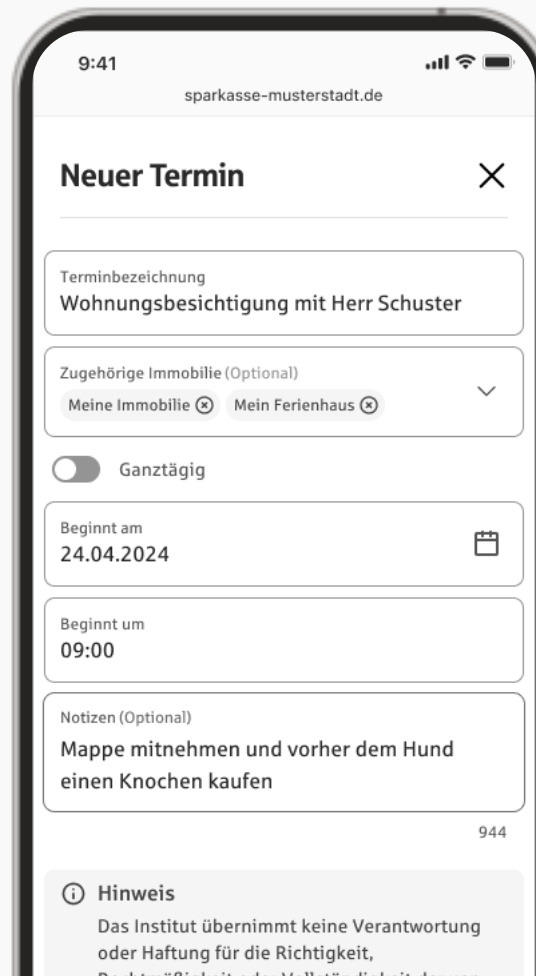 9:41
sparkasse-musterstadt.de
Neuer Termin
Terminbezeichnung
Wohnungsbesichtigung mit Herr Schuster
Zugehörige Immobilie (Optional)
Meine Immobilie Mein Ferienhaus
Ganztägig
Beginnt am
24.04.2024
Beginnt um
09:00
Notizen (Optional)
Mappe mitnehmen und vorher dem Hund
einen Knochen kaufen
944
Hinweis
Das Institut übernimmt keine Verantwortung
oder Haftung für die Richtigkeit,